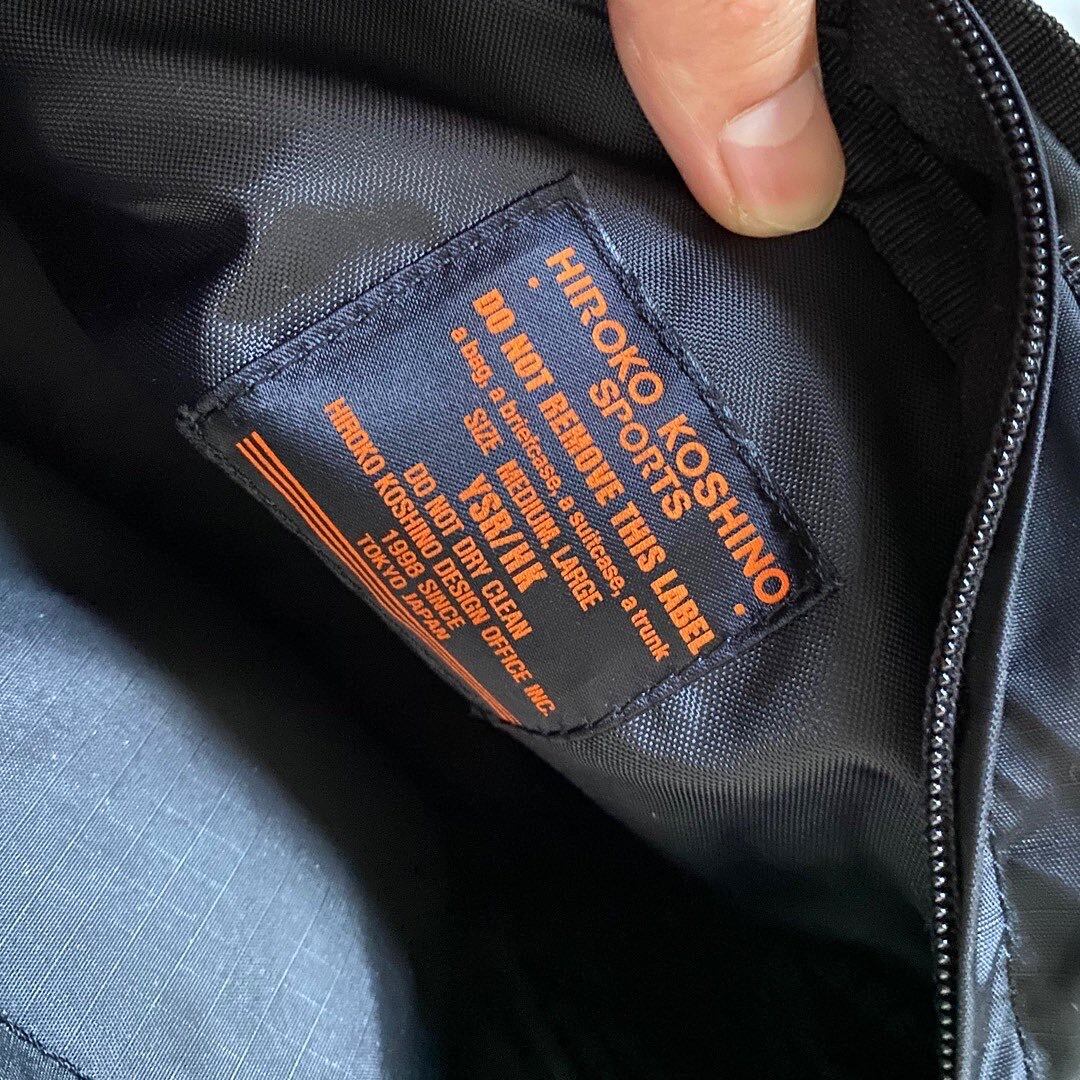 HIROKO KOSHINO
· SPORTS ·
DO NOT REMOVE THIS LABEL
a bag, a briefcase, a suitcase, a trunk
SIZE MEDIUM, LARGE
YSR/HK
DO NOT DRY CLEAN
HIROKO KOSHINO DESIGN OFFICE INC.
1998 SINCE
TOKYO JAPAN